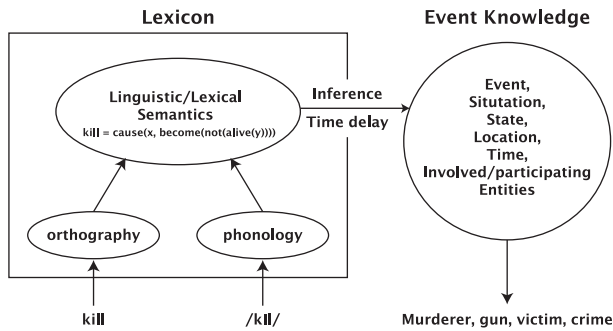 Lexicon
Event Knowledge
Linguistic/Lexical
Semantics
kill = cause(x, become(not(alive(y))))
Inference
Time delay
Event,
Situtation,
State,
Location,
Time,
Involved/participating
Entities
orthography
phonology
kill
/kIl/
Murderer, gun, victim, crime